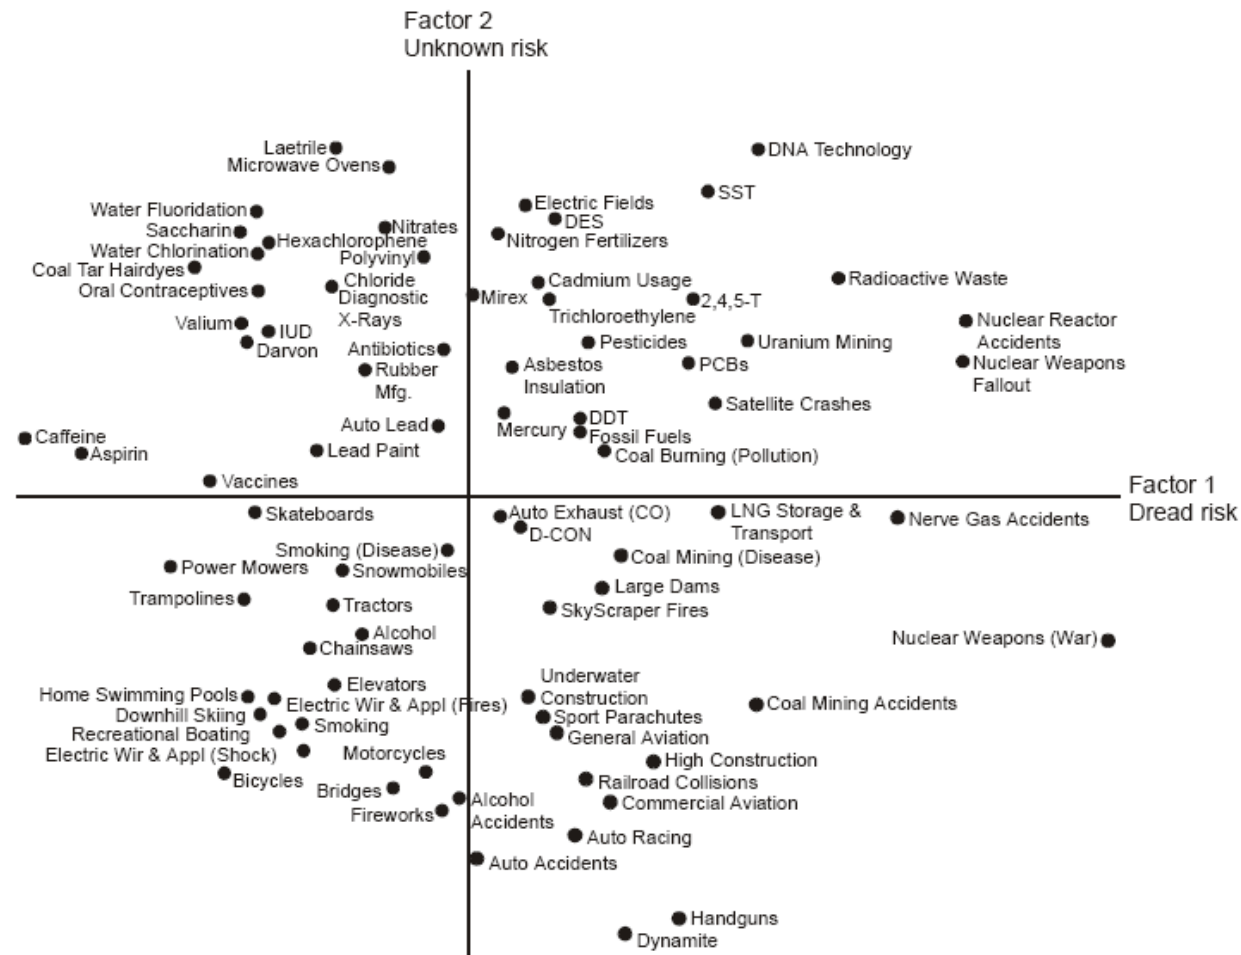 Factor 2
Unknown risk
Laetrile
Microwave Ovens
DNA Technology
SST
Water Fluoridation
Electric Fields
DES
Saccharin
Nitrates
Hexachlorophene
Nitrogen Fertilizers
Water Chlorination
Polyvinyl
Coal Tar Hairdyes
Chloride
Diagnostic
X-Rays
Cadmium Usage
Radioactive Waste
Oral Contraceptives
Mirex
2,4,5-T
Trichloroethylene
Valium
IUD
Darvon
Nuclear Reactor
Accidents
Antibiotics
Pesticides
Uranium Mining
Rubber
Mfg.
Asbestos
Insulation
PCBs
Nuclear Weapons
Fallout
Satellite Crashes
Auto Lead
Mercury
DDT
Fossil Fuels
Caffeine
Aspirin
Lead Paint
Coal Burning (Pollution)
Vaccines
Factor 1
Dread risk
Skateboards
Auto Exhaust (CO)
D-CON
LNG Storage &
Transport
Nerve Gas Accidents
Smoking (Disease)
Coal Mining (Disease)
Power Mowers
Snowmobiles
Large Dams
Trampolines
Tractors
SkyScraper Fires
Alcohol
Chainsaws
Nuclear Weapons (War)
Elevators
Underwater
Construction
Home Swimming Pools
Electric Wir & Appl (Fires)
Coal Mining Accidents
Downhill Skiing
Sport Parachutes
Smoking
Recreational Boating
General Aviation
Electric Wir & Appl (Shock)
Motorcycles
High Construction
Bicycles
Railroad Collisions
Bridges
Alcohol
Accidents
Commercial Aviation
Fireworks
Auto Racing
Auto Accidents
Handguns
Dynamite